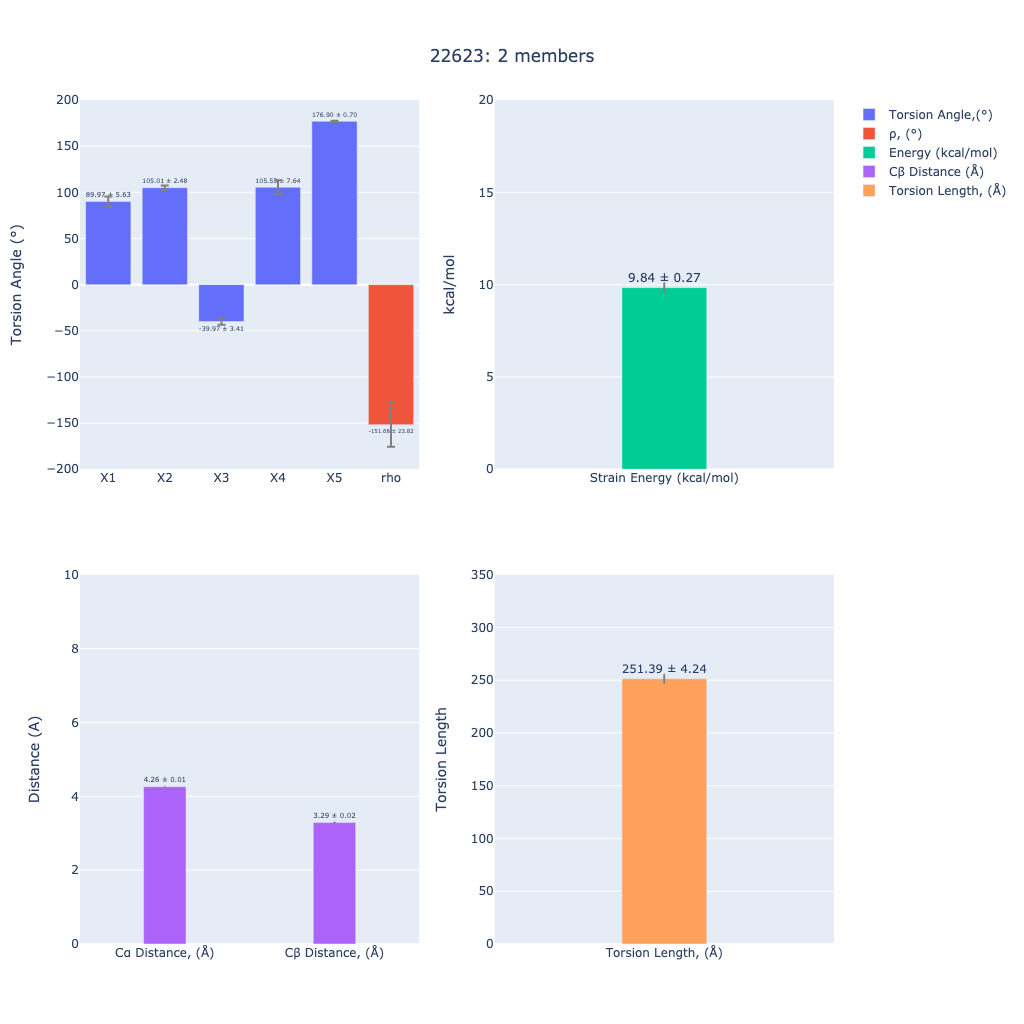 22623: 2 members
200
150
100
50
0
−50
−100
−150
−200
Torsion Angle (°)
89.97 ± 5.63
105.01 ± 2.48
-39.97 ± 3.41
105.55 ± 7.64
176.90 ± 0.70
-151.68 ± 23.82
X1
X2
X3
X4
X5
rho
20
15
10
5
0
kcal/mol
9.84 ± 0.27
Strain Energy (kcal/mol)
Torsion Angle,(°)
ρ, (°)
Energy (kcal/mol)
Cβ Distance (Å)
Torsion Length, (Å)
10
8
6
4
2
0
Distance (A)
4.26 ± 0.01
3.29 ± 0.02
Cα Distance, (Å)
Cβ Distance, (Å)
350
300
250
200
150
100
50
0
Torsion Length
251.39 ± 4.24
Torsion Length, (Å)